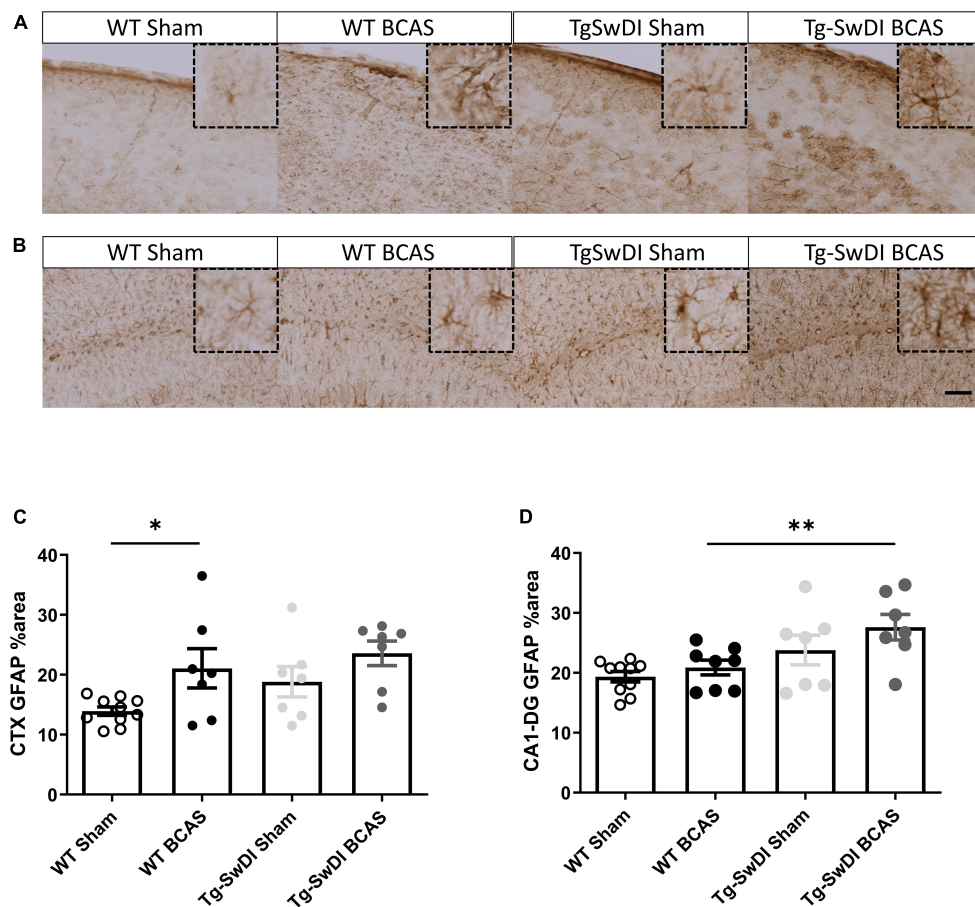 A
WT Sham WT BCAS TgSwDI Sham Tg-SwDI BCAS
B
WT Sham WT BCAS TgSwDI Sham Tg-SwDI BCAS
C
*
CTX GFAP %area
40
30
20
10
0
WT Sham
WT BCAS
Tg-SwDI Sham
Tg-SwDI BCAS
D
**
CA1-DG GFAP %area
40
30
20
10
0
WT Sham
WT BCAS
Tg-SwDI Sham
Tg-SwDI BCAS